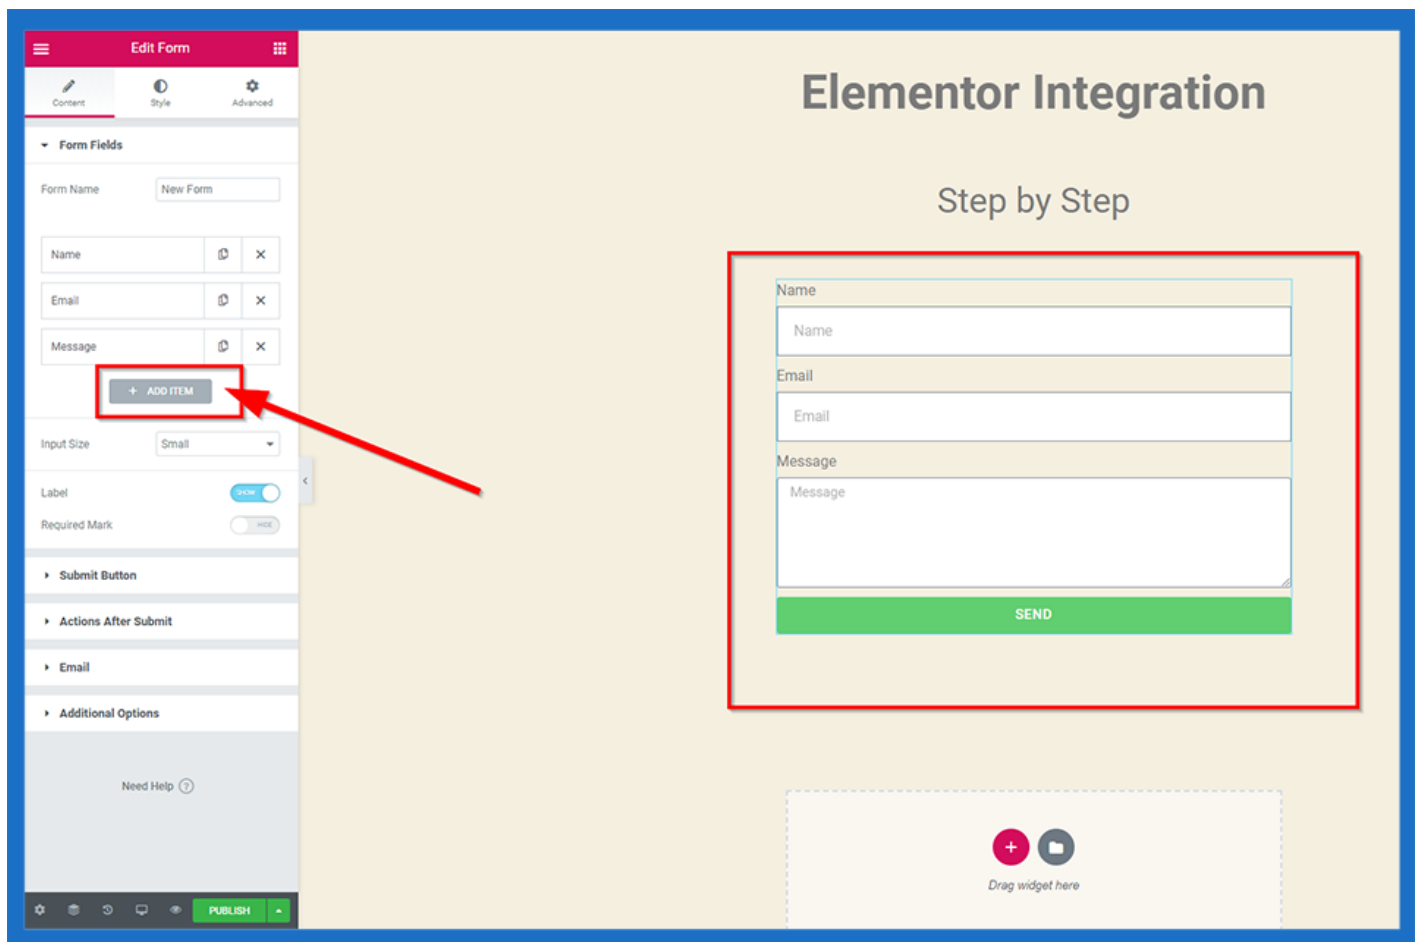 Edit Form
Content
Style
Advanced
Form Fields
Form Name
New Form
Name
Email
Message
+ ADD ITEM
Input Size
Small
Label
SHOW
Required Mark
HIDE
Submit Button
Actions After Submit
Email
Additional Options
Need Help ?
PUBLISH
Elementor Integration
Step by Step
Name
Name
Email
Email
Message
Message
SEND
Drag widget here